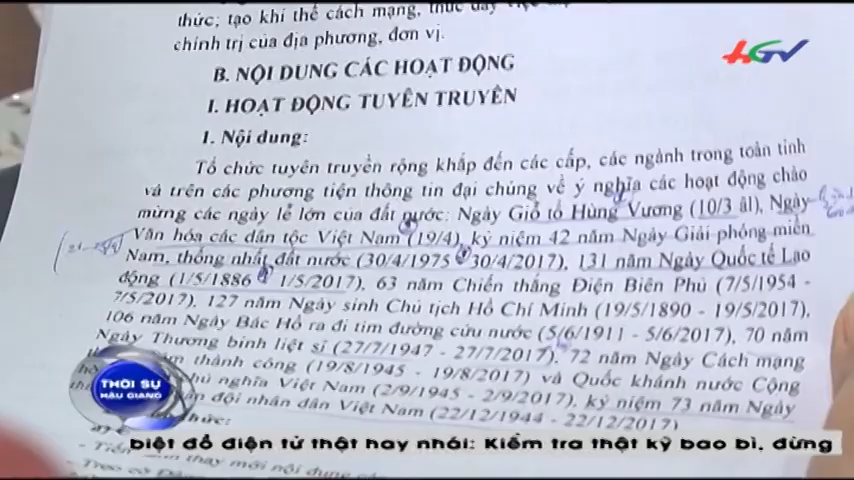 thức; tạo khí thế cách mạng, thúc đẩy
chính trị của địa phương, đơn vị.
HGV
B. NỘI DUNG CÁC HOẠT ĐỘNG
I. HOẠT ĐỘNG TUYÊN TRUYỀN
1. Nội dung:
Tổ chức tuyên truyền rộng khắp đến các cấp, các ngành trong toàn tỉnh
và trên các phương tiện thông tin đại chúng về ý nghĩa các hoạt động chào
mừng các ngày lễ lớn của đất nước: Ngày Giỗ tổ Hùng Vương (10/3 âl), Ngày
Văn hóa các dân tộc Việt Nam (19/4), kỷ niệm 42 năm Ngày Giải phóng miền
Nam, thống nhất đất nước (30/4/1975 30/4/2017), 131 năm Ngày Quốc tế Lao
động (1/5/1886 1/5/2017), 63 năm Chiến thắng Điện Biên Phủ (7/5/1954 -
7/5/2017), 127 năm Ngày sinh Chủ tịch Hồ Chí Minh (19/5/1890 - 19/5/2017),
106 năm Ngày Bác Hồ ra đi tìm đường cứu nước (5/6/1911 - 5/6/2017), 70 năm
Ngày Thương binh liệt sĩ (27/7/1947 - 27/7/2017), 72 năm Ngày Cách mạng
thành công (19/8/1945 - 19/8/2017) và Quốc khánh nước Cộng
nghĩa Việt Nam (2/9/1945 - 2/9/2017), kỷ niệm 73 năm Ngày
đội nhân dân Việt Nam (22/12/1944 - 22/12/2017)
THỜI SỰ
HẬU GIANG
thức:
biệt đồ điện tử thật hay nhái: Kiểm tra thật kỹ bao bì, đừng
thay mới nội dung
- Treo cờ